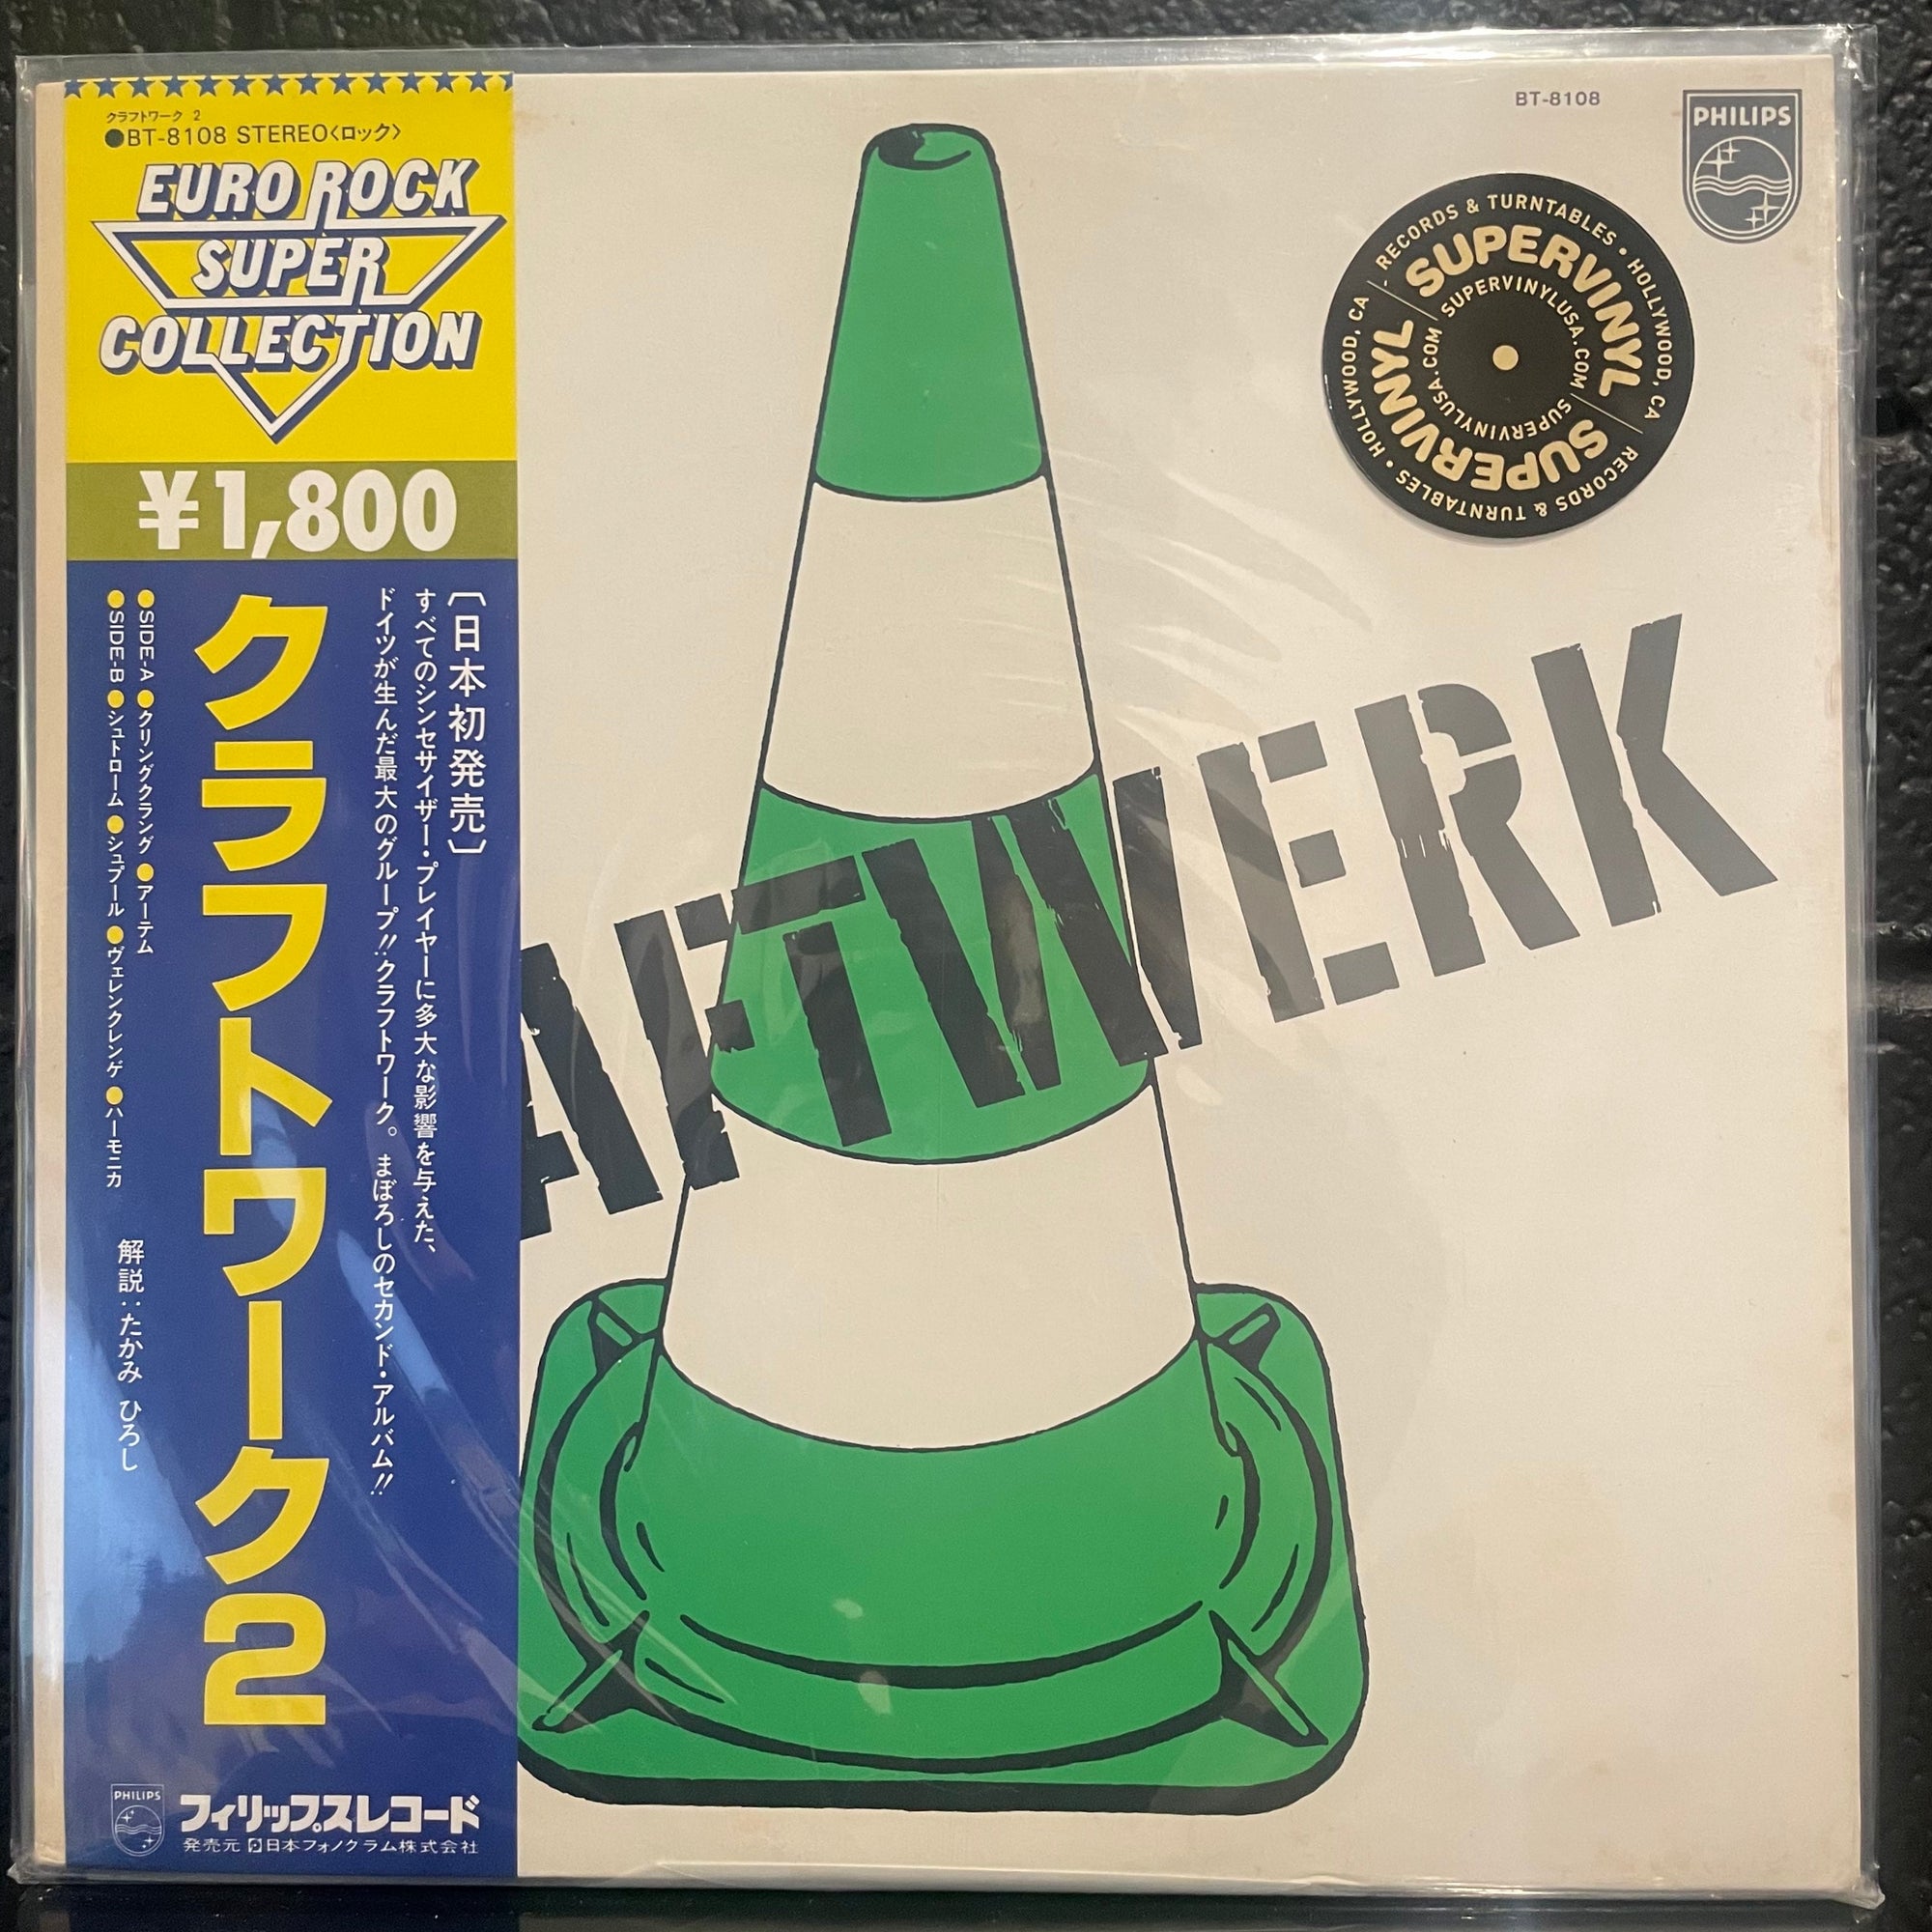 クラフトワーク 2
●BT-8108 STEREO〈ロック〉
EURO ROCK
SUPER
COLLECTION
¥1,800
〔日本初発売〕
すべてのシンセサイザー・プレイヤーに多大な影響を与えた、
ドイツが生んだ最大のグループ!!クラフトワーク。まぼろしのセカンド・アルバム!!
クラフトワーク2
●SIDE-A ●クリングクラング ●アーテム
●SIDE-B ●シュトローム ●シュプール ●ヴェレンクレンゲ ●ハーモニカ
解説：たかみ ひろし
PHILIPS
フィリップスレコード
発売元 日本フォノグラム株式会社
BT-8108
PHILIPS
RECORDS & TURNTABLES • HOLLYWOOD, CA
SUPERVINYL
SUPERVINYLUSA.COM
RECORDS & TURNTABLES • HOLLYWOOD, CA
SUPERVINYL
SUPERVINYLUSA.COM
AFTWERK